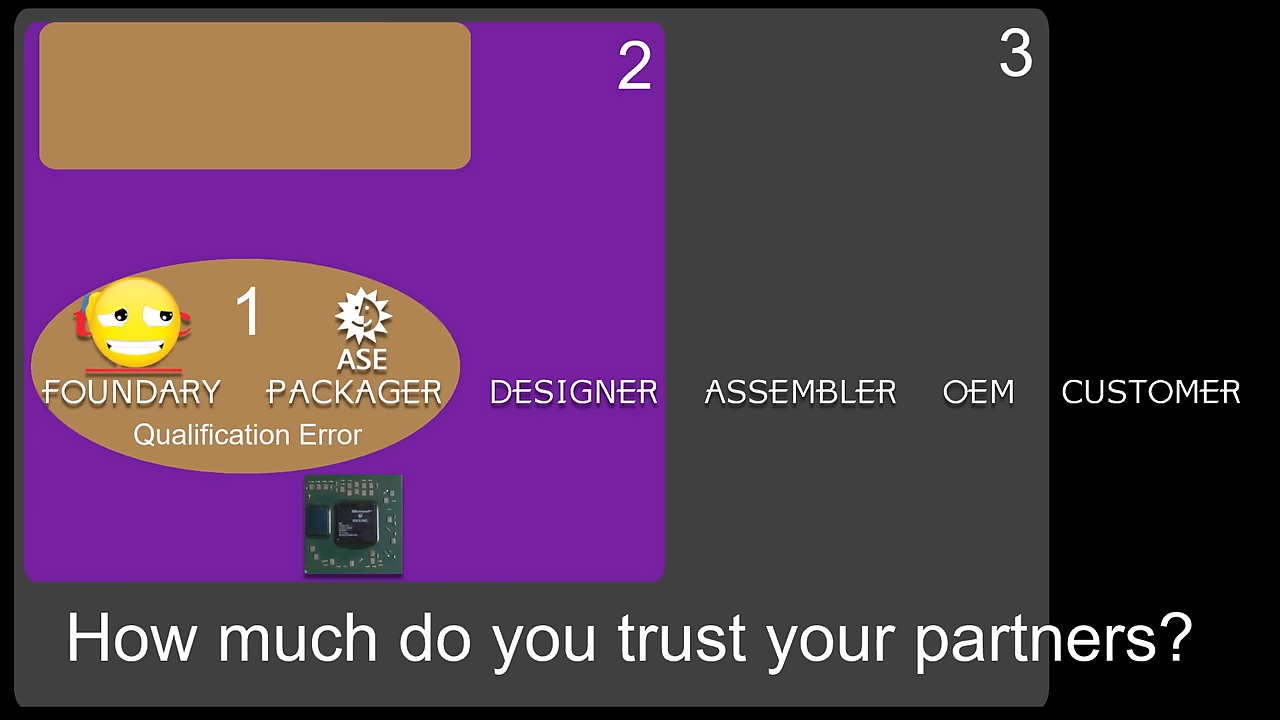 2
3
1
ASE
FOUNDARY PACKAGER DESIGNER ASSEMBLER OEM CUSTOMER
Qualification Error
Microsoft
How much do you trust your partners?